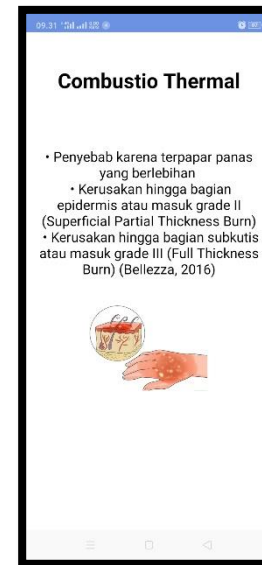 09.31
Combustio Thermal
• Penyebab karena terpapar panas
yang berlebihan
• Kerusakan hingga bagian
epidermis atau masuk grade II
(Superficial Partial Thickness Burn)
• Kerusakan hingga bagian subkutis
atau masuk grade III (Full Thickness
Burn) (Bellezza, 2016)